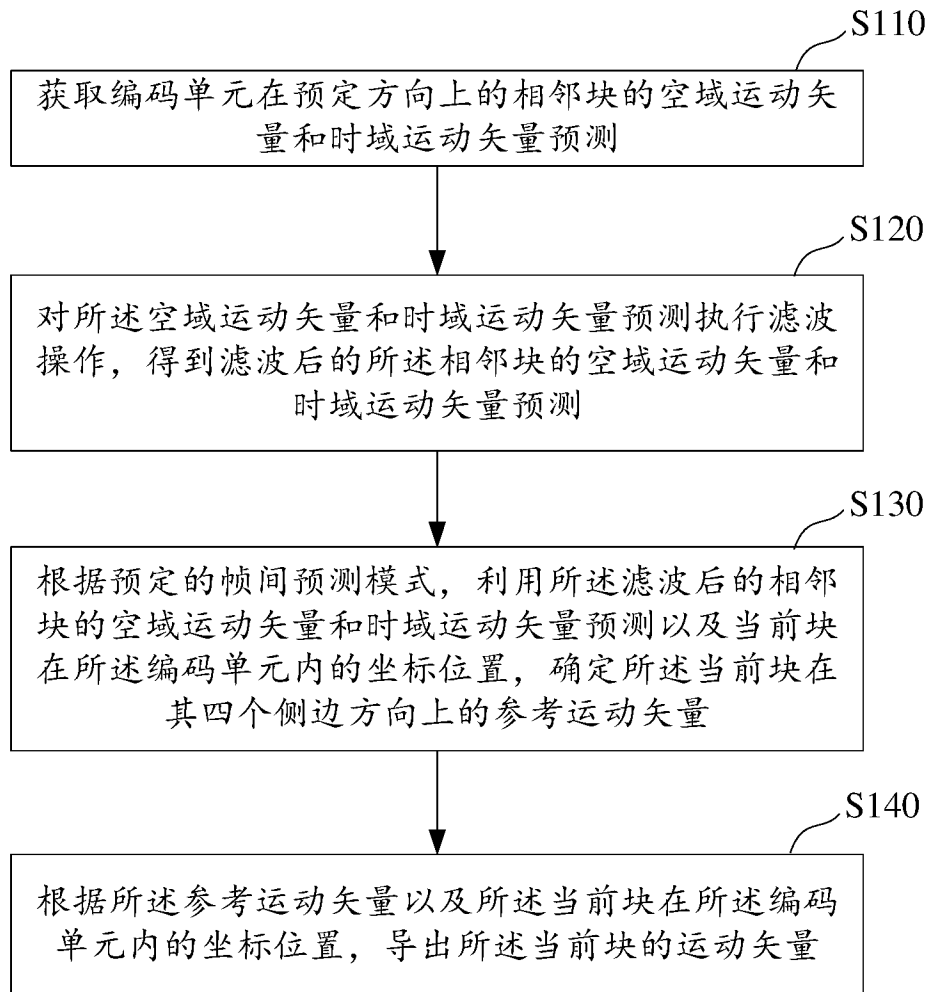 S110
获取编码单元在预定方向上的相邻块的空域运动矢
量和时域运动矢量预测
S120
对所述空域运动矢量和时域运动矢量预测执行滤波
操作，得到滤波后的所述相邻块的空域运动矢量和
时域运动矢量预测
S130
根据预定的帧间预测模式，利用所述滤波后的相邻
块的空域运动矢量和时域运动矢量预测以及当前块
在所述编码单元内的坐标位置，确定所述当前块在
其四个侧边方向上的参考运动矢量
S140
根据所述参考运动矢量以及所述当前块在所述编码
单元内的坐标位置，导出所述当前块的运动矢量